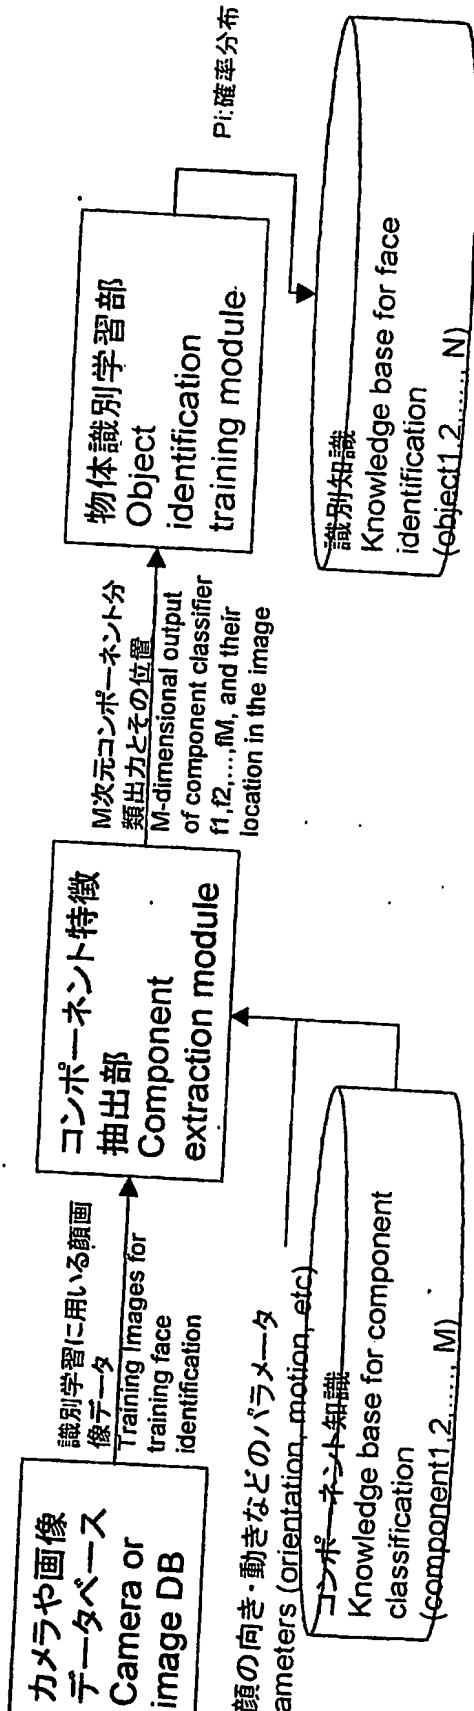 カメラや画像
データベース
Camera or
image DB
識別学習に用いる顔画
像データ
Training Images for
training face
identification
コンポーネント特徴
抽出部
Component
extraction module
M次元コンポーネント分
類出力とその位置
M-dimensional output
of component classifier
f1,f2,...,fM, and their
location in the image
物体識別学習部
Object
identification
training module
Pi:確率分布
顔の向き・動きなどのパラメータ
ameters (orientation, motion, etc)
コンポーネント知識
Knowledge base for component
classification
(component1,2,......, M)
識別知識
Knowledge base for face
identification
(object1,2,......, N)